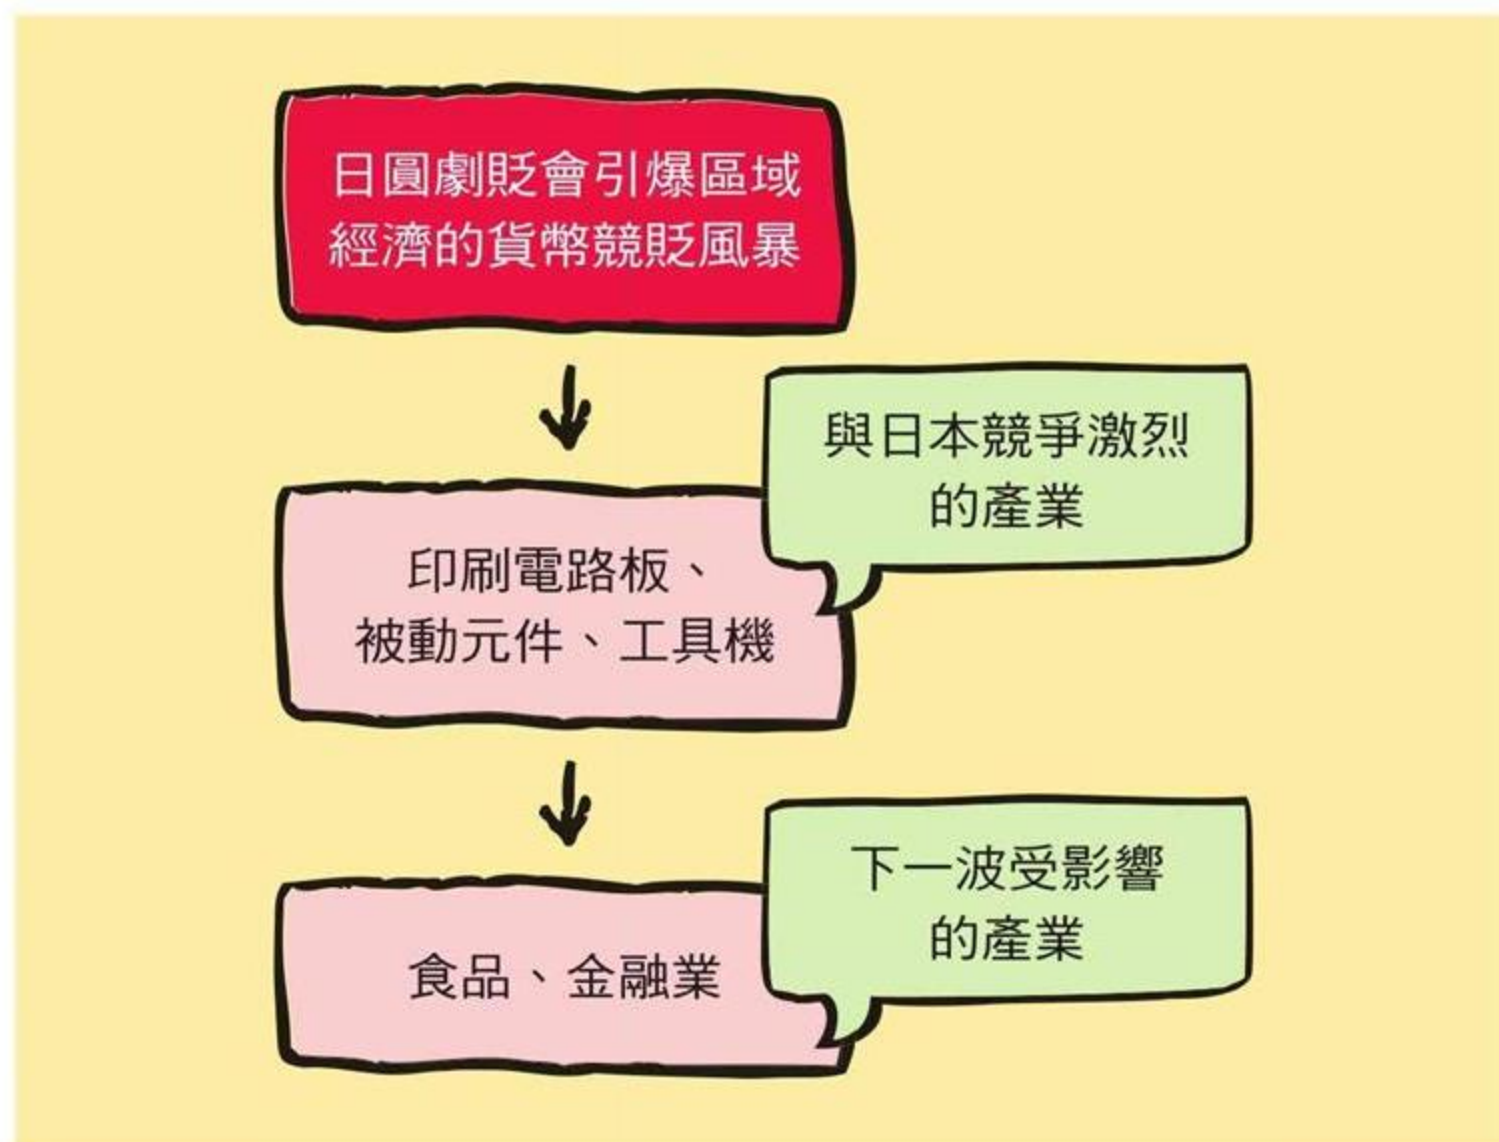 日圓劇貶會引爆區域
經濟的貨幣競貶風暴
與日本競爭激烈
的產業
印刷電路板、
被動元件、工具機
下一波受影響
的產業
食品、金融業